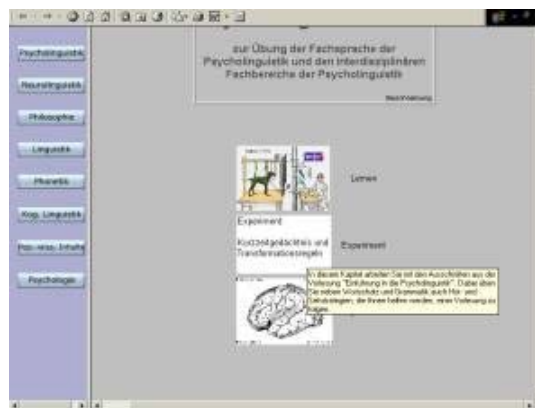 zur Übung der Fachsprache der
Psycholinguistik und den interdisziplinären
Fachbereiche der Psycholinguistik
Psycholinguistik
Neurolinguistik
Philosophie
Linguistik
Phonetik
Kog. Linguistik
Psychologie
Lernen
Experiment
Kurzzeitgedächtnis und
Transformationsregeln
Experiment
In diesem Kapitel arbeiten Sie mit den Ausschnitten aus der
Vorlesung "Einführung in die Psycholinguistik". Dabei üben
Sie neben Wortschatz und Grammatik auch Hör- und
die Ihnen helfen werden, einer Vorlesung zu
folgen.